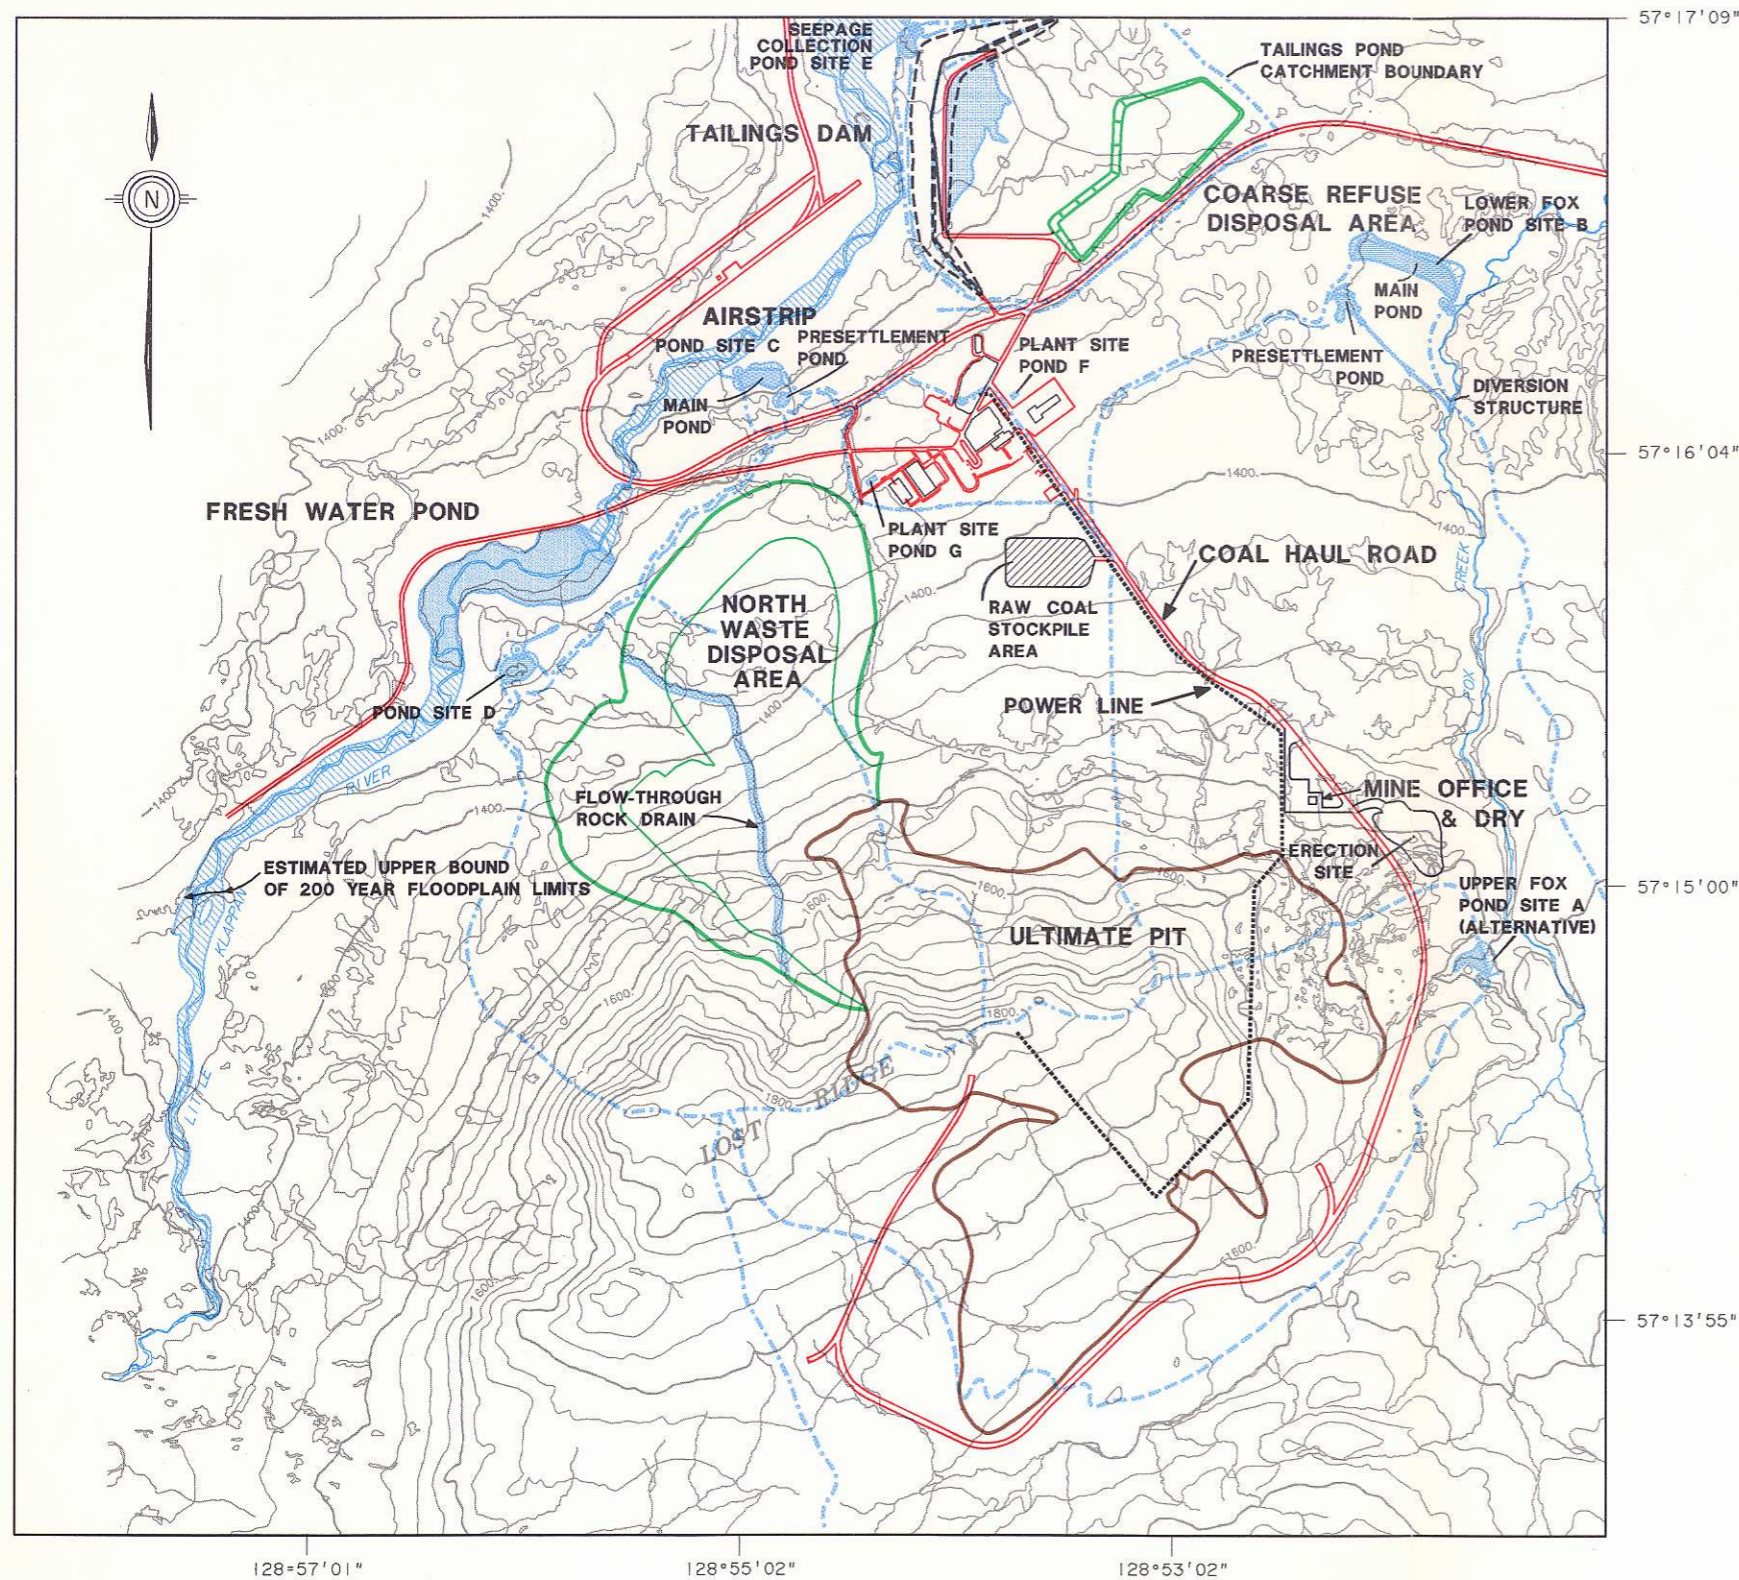 57°17'09"
SEEPAGE
COLLECTION
POND SITE E
TAILINGS POND
CATCHMENT BOUNDARY
TAILINGS DAM
1400.
N
COARSE REFUSE
DISPOSAL AREA
LOWER FOX
POND SITE B
MAIN
POND
AIRSTRIP
POND SITE C
PRESETTLEMENT
POND
PLANT SITE
POND F
PRESETTLEMENT
POND
DIVERSION
STRUCTURE
MAIN
POND
1400.
57°16'04"
1400.
FRESH WATER POND
1400.
PLANT SITE
POND G
COAL HAUL ROAD
CREEK
FOX
1400.
RAW COAL
STOCKPILE
AREA
NORTH
WASTE
DISPOSAL
AREA
POWER LINE
POND SITE D
1400.
RIVER
1400.
1400.
FLOW-THROUGH
ROCK DRAIN
MINE OFFICE
& DRY
ERECTION
SITE
ESTIMATED UPPER BOUND
OF 200 YEAR FLOODPLAIN LIMITS
1600.
1600.
1600.
UPPER FOX
POND SITE A
(ALTERNATIVE)
57°15'00"
KLAPPAN
LITTLE
ULTIMATE PIT
1600.
1800.
1400
LOST RIDGE
1800.
1400
1600.
1600.
57°13'55"
128°57'01"
128°55'02"
128°53'02"